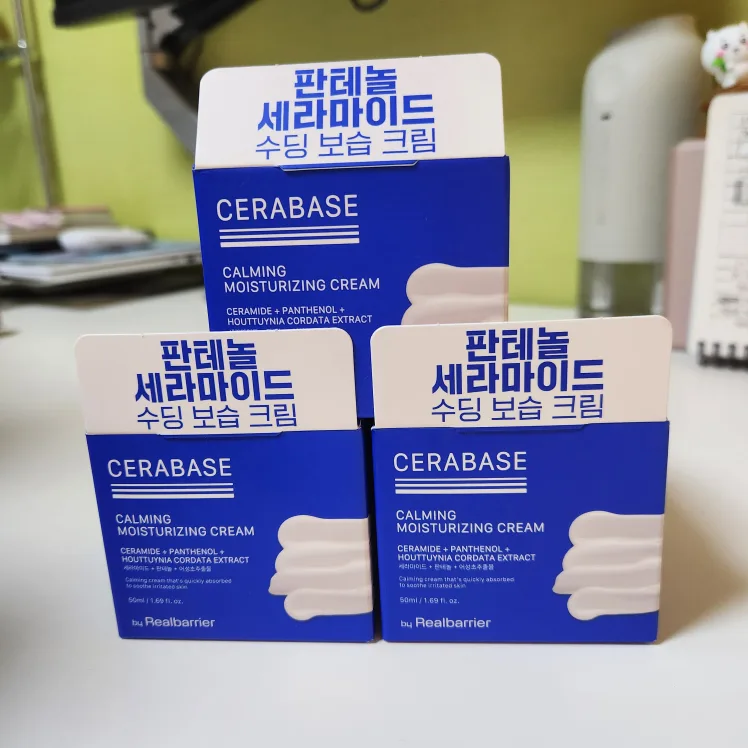 판테놀
세라마이드
수딩 보습 크림
CERABASE
CALMING
MOISTURIZING CREAM
CERAMIDE + PANTHENOL +
HOUTTUYNIA CORDATA EXTRACT
판테놀
세라마이드
수딩 보습 크림
CERABASE
CALMING
MOISTURIZING CREAM
CERAMIDE + PANTHENOL +
HOUTTUYNIA CORDATA EXTRACT
세라마이드 + 판테놀 + 어성초추출물
Calming cream that's quickly absorbed
to soothe irritated skin
50ml / 1.69 fl. oz.
by Realbarrier
판테놀
세라마이드
수딩 보습 크림
CERABASE
CALMING
MOISTURIZING CREAM
CERAMIDE + PANTHENOL +
HOUTTUYNIA CORDATA EXTRACT
세라마이드 + 판테놀 + 어성초추출물
Calming cream that's quickly absorbed
to soothe irritated skin
50ml / 1.69 fl. oz.
by Realbarrier